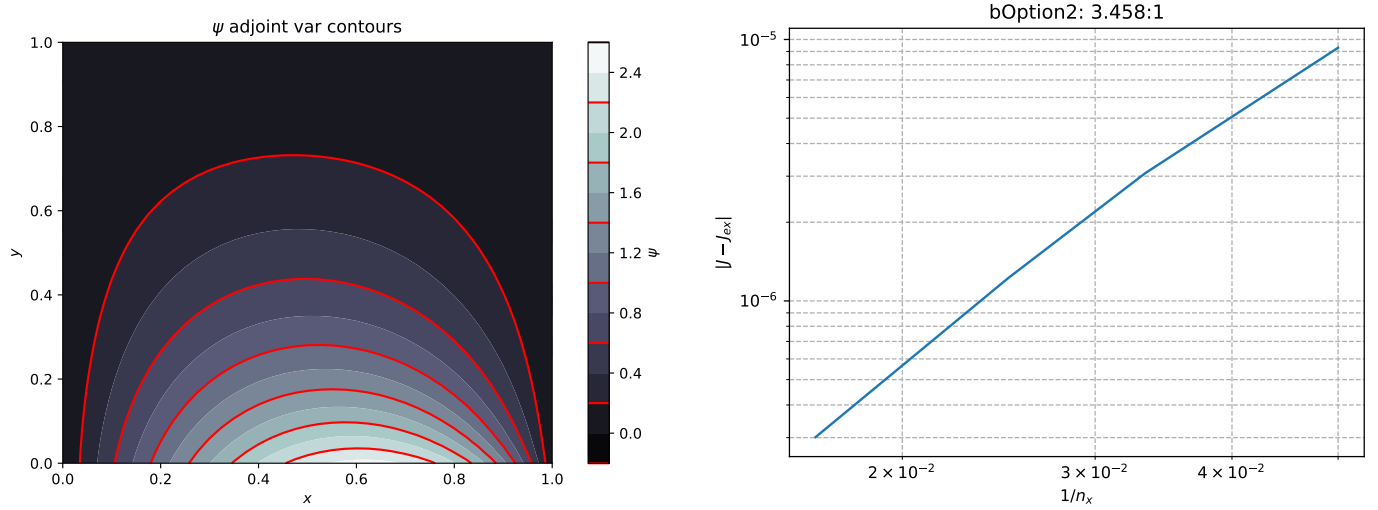 ψ adjoint var contours
1.0
0.8
0.6
0.4
0.2
0.0
y
0.0 0.2 0.4 0.6 0.8 1.0
x
2.4
2.0
1.6
1.2
0.8
0.4
0.0
ψ
bOption2: 3.458:1
10⁻⁵
10⁻⁶
|J − J_{ex}|
2 × 10⁻² 3 × 10⁻² 4 × 10⁻²
1/n_x